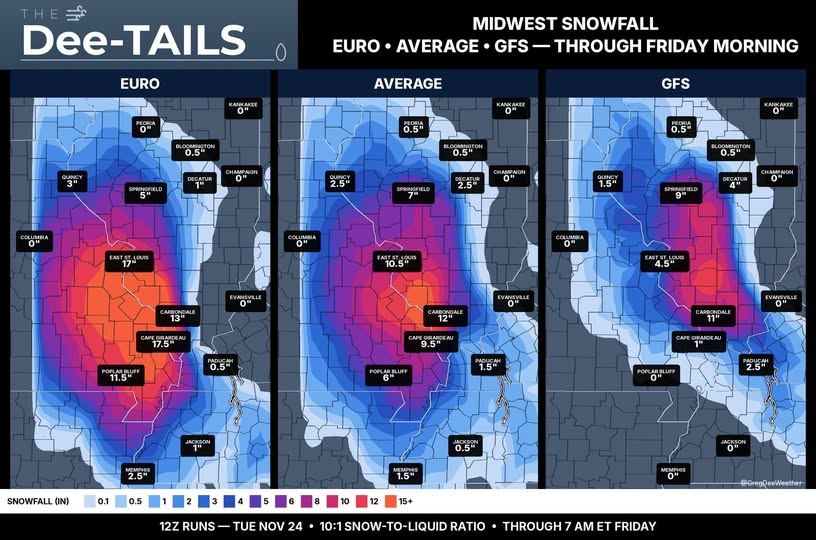 THE
Dee-TAILS
MIDWEST SNOWFALL
EURO • AVERAGE • GFS — THROUGH FRIDAY MORNING
EURO
KANKAKEE
0"
PEORIA
0"
BLOOMINGTON
0.5"
CHAMPAIGN
0"
QUINCY
3"
DECATUR
1"
SPRINGFIELD
5"
COLUMBIA
0"
EAST ST. LOUIS
17"
EVANSVILLE
0"
CARBONDALE
13"
CAPE GIRARDEAU
17.5"
PADUCAH
0.5"
POPLAR BLUFF
11.5"
JACKSON
1"
MEMPHIS
2.5"
AVERAGE
KANKAKEE
0"
PEORIA
0.5"
BLOOMINGTON
0.5"
CHAMPAIGN
0"
QUINCY
2.5"
DECATUR
2.5"
SPRINGFIELD
7"
COLUMBIA
0"
EAST ST. LOUIS
10.5"
EVANSVILLE
0"
CARBONDALE
12"
CAPE GIRARDEAU
9.5"
PADUCAH
1.5"
POPLAR BLUFF
6"
JACKSON
0.5"
MEMPHIS
1.5"
GFS
KANKAKEE
0"
PEORIA
0.5"
BLOOMINGTON
0.5"
CHAMPAIGN
0"
QUINCY
1.5"
DECATUR
4"
SPRINGFIELD
9"
COLUMBIA
0"
EAST ST. LOUIS
4.5"
EVANSVILLE
0"
CARBONDALE
11"
CAPE GIRARDEAU
1"
PADUCAH
2.5"
POPLAR BLUFF
0"
JACKSON
0"
MEMPHIS
0"
@GregDeeWeather
SNOWFALL (IN) 0.1 0.5 1 2 3 4 5 6 8 10 12 15+
12Z RUNS — TUE NOV 24 • 10:1 SNOW-TO-LIQUID RATIO • THROUGH 7 AM ET FRIDAY